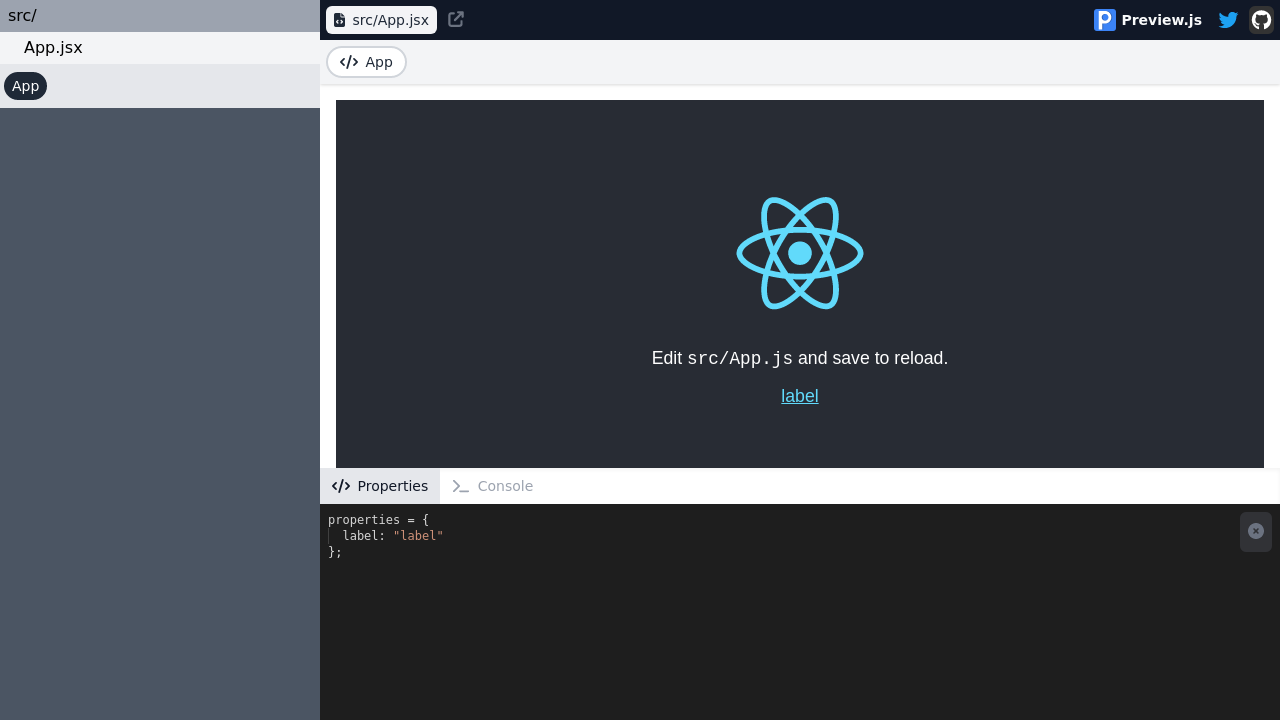 src/
App.jsx
App
src/App.jsx
Preview.js
App
Edit src/App.js and save to reload.
label
Properties
Console
properties = {
  label: "label"
};